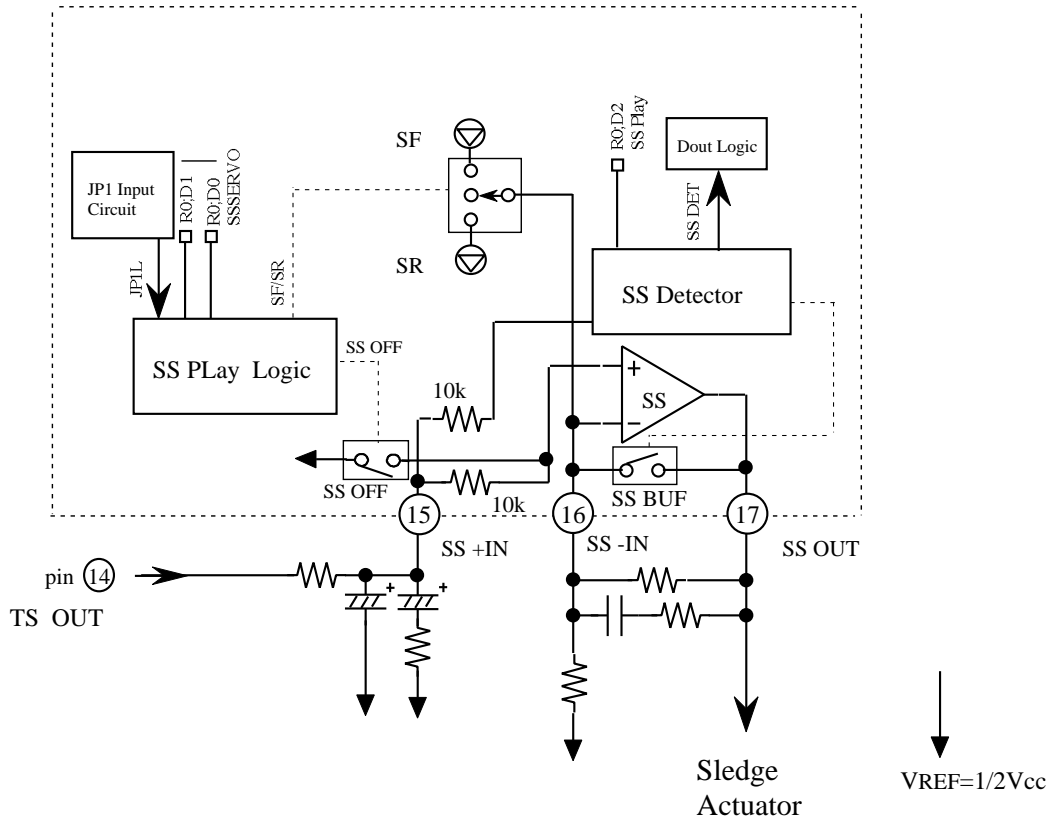 SF
SR
JP1 Input
Circuit
R0;D1
R0;D0
SSSERVO
JP1L
SF/SR
R0;D2
SS Play
Dout Logic
SS DET
SS Detector
SS PLay Logic
SS OFF
SS
+
−
10k
SS OFF
10k
SS BUF
15
16
17
SS +IN
SS -IN
SS OUT
pin 14
TS OUT
+
+
Sledge
Actuator
VREF=1/2Vcc